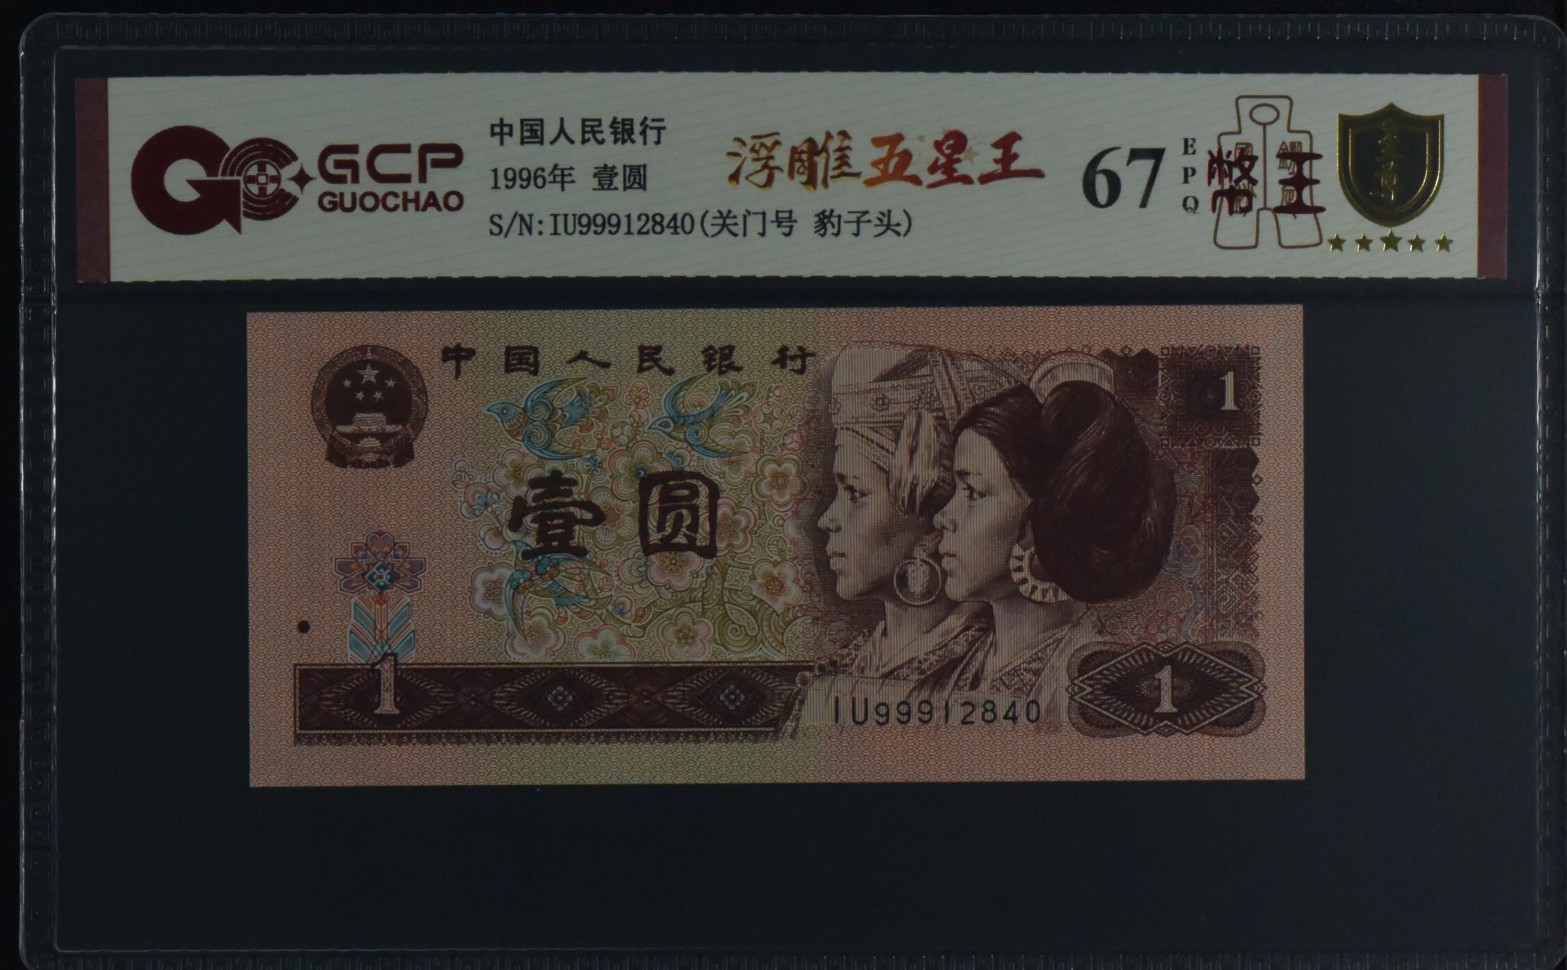 GCP
GUOCHAO
中国人民银行
1996年 壹圆
S/N:IU99912840(关门号 豹子头)
浮雕五星王
67
EPQ
中国人民银行
壹圆
1
1
1
IU99912840